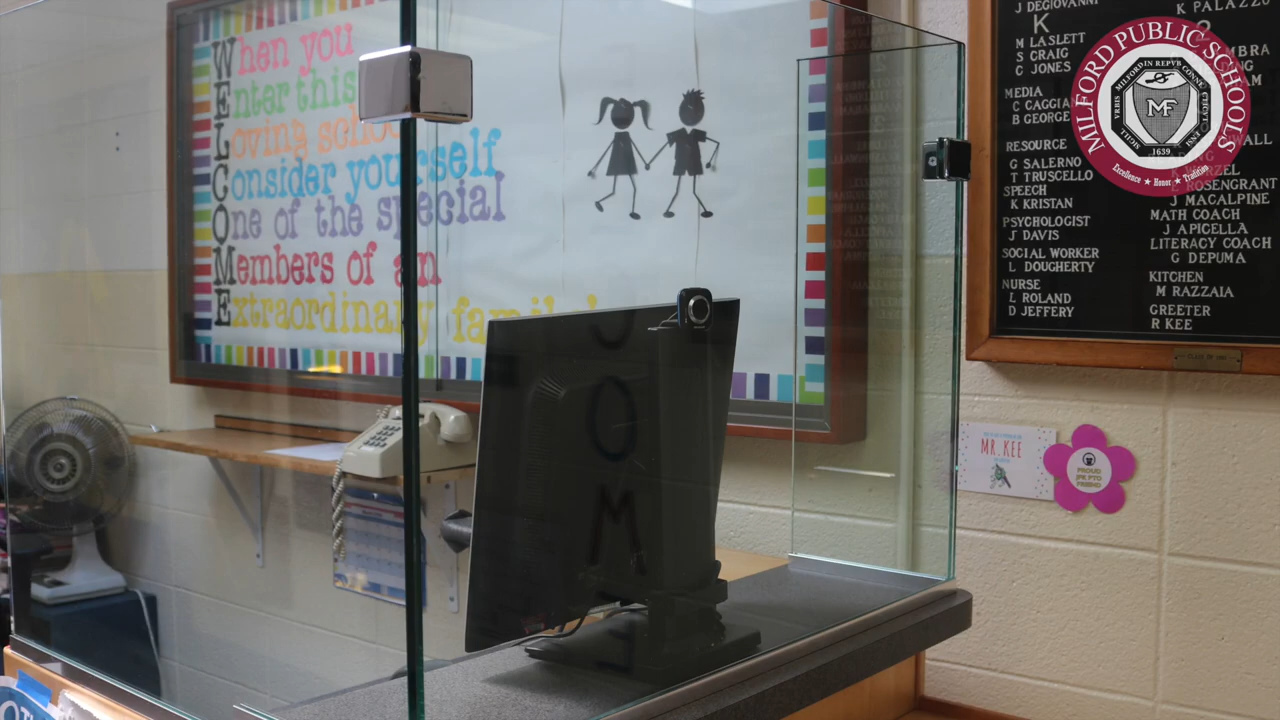 When you
Enter this
Loving school
Consider yourself
One of the special
Members of an
Extraordinary family
J DEGIOVANNI
K
M LASLETT
S CRAIG
C JONES
MEDIA
B GEORGE
RESOURCE
G SALERNO
T TRUSCELLO
SPEECH
K KRISTAN
PSYCHOLOGIST
J DAVIS
SOCIAL WORKER
L DOUGHERTY
NURSE
L ROLAND
D JEFFERY
K PALAZZO
2
ROSENGRANT
J MACALPINE
MATH COACH
J APICELLA
LITERACY COACH
G DEPUMA
KITCHEN
M RAZZAIA
GREETER
R KEE
MILFORD PUBLIC SCHOOLS
MF
1639
Excellence ★ Honor ★ Tradition
MR. KEE
PROUD
JFK PTO
FRIEND
O
M